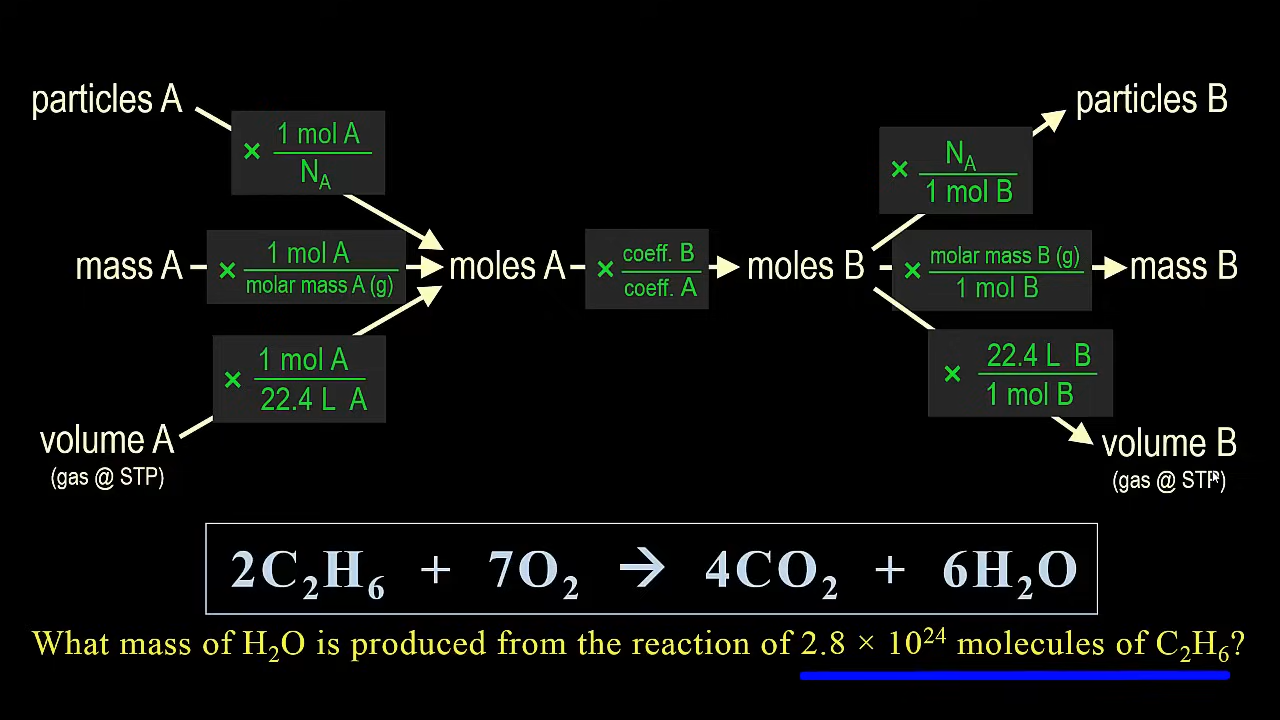 particles A
× 1 mol A
N_A
mass A
× 1 mol A
molar mass A (g)
× 1 mol A
22.4 L A
volume A
(gas @ STP)
moles A
× coeff. B
coeff. A
moles B
particles B
× N_A
1 mol B
× molar mass B (g)
1 mol B
mass B
× 22.4 L B
1 mol B
volume B
(gas @ STP)
2C₂H₆ + 7O₂ → 4CO₂ + 6H₂O
What mass of H₂O is produced from the reaction of 2.8 × 10²⁴ molecules of C₂H₆?